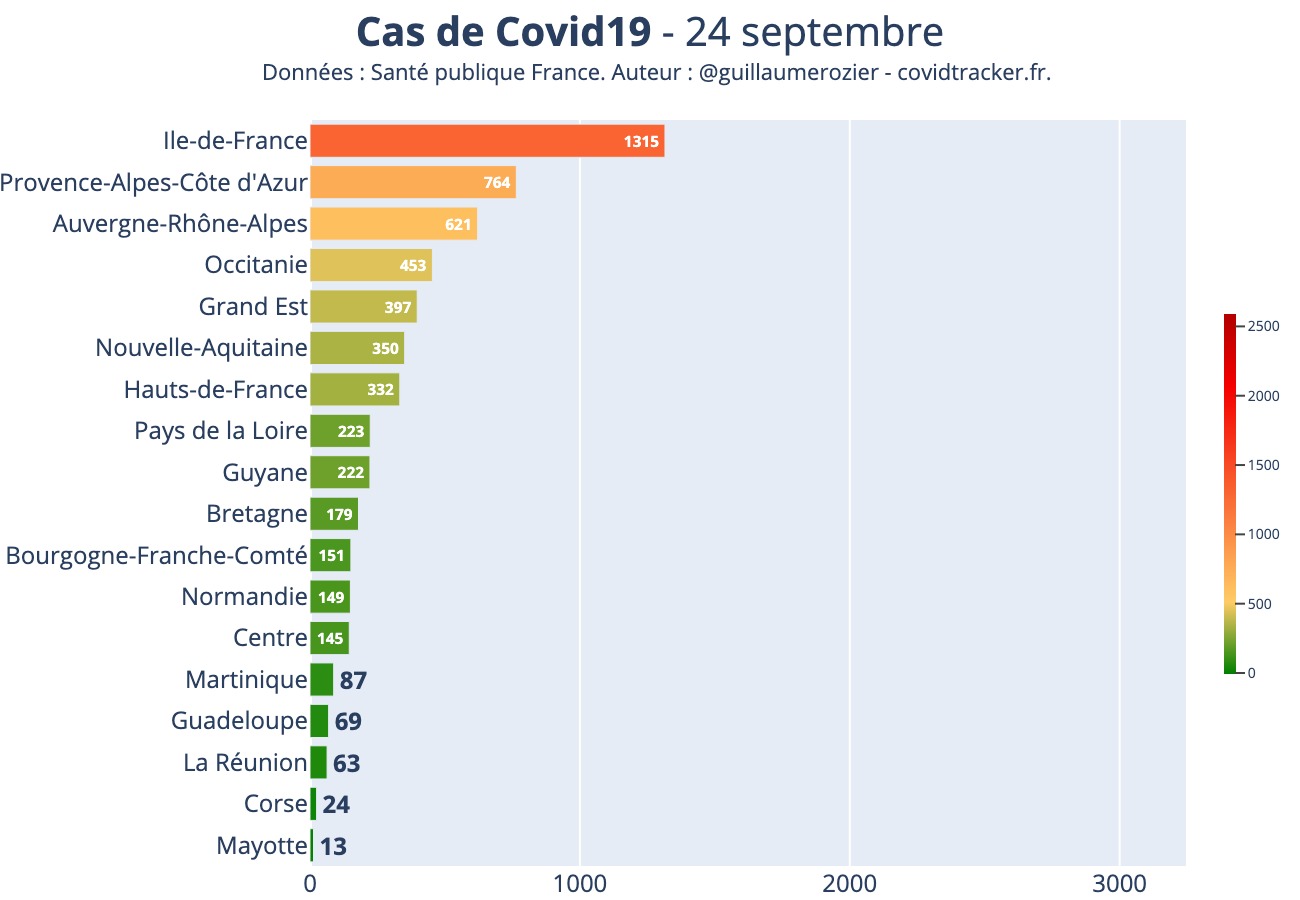 Cas de Covid19 - 24 septembre
Données : Santé publique France. Auteur : @guillaumerozier - covidtracker.fr.
Ile-de-France 1315
Provence-Alpes-Côte d'Azur 764
Auvergne-Rhône-Alpes 621
Occitanie 453
Grand Est 397
Nouvelle-Aquitaine 350
Hauts-de-France 332
Pays de la Loire 223
Guyane 222
Bretagne 179
Bourgogne-Franche-Comté 151
Normandie 149
Centre 145
Martinique 87
Guadeloupe 69
La Réunion 63
Corse 24
Mayotte 13
0 1000 2000 3000
2500
2000
1500
1000
500
0